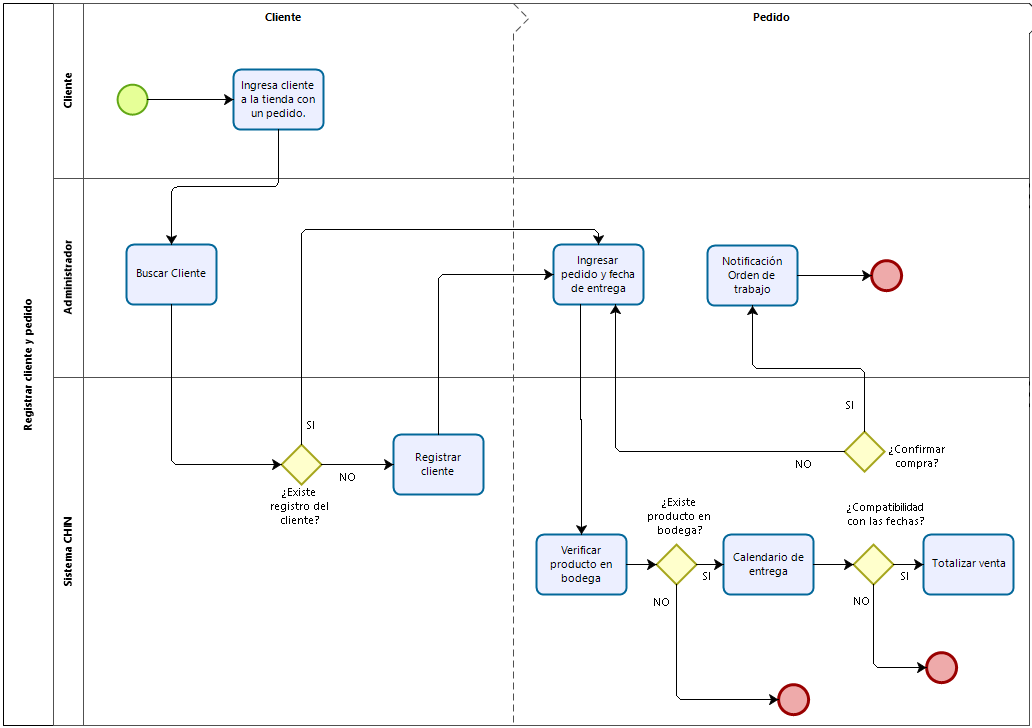 Cliente
Pedido
Registrar cliente y pedido
Cliente
Ingresa cliente
a la tienda con
un pedido.
Administrador
Buscar Cliente
Ingresar
pedido y fecha
de entrega
Notificación
Orden de
trabajo
Sistema CHIN
SI
NO
¿Existe
registro del
cliente?
Registrar
cliente
SI
NO
¿Confirmar
compra?
Verificar
producto en
bodega
¿Existe
producto en
bodega?
SI
NO
Calendario de
entrega
¿Compatibilidad
con las fechas?
SI
NO
Totalizar venta